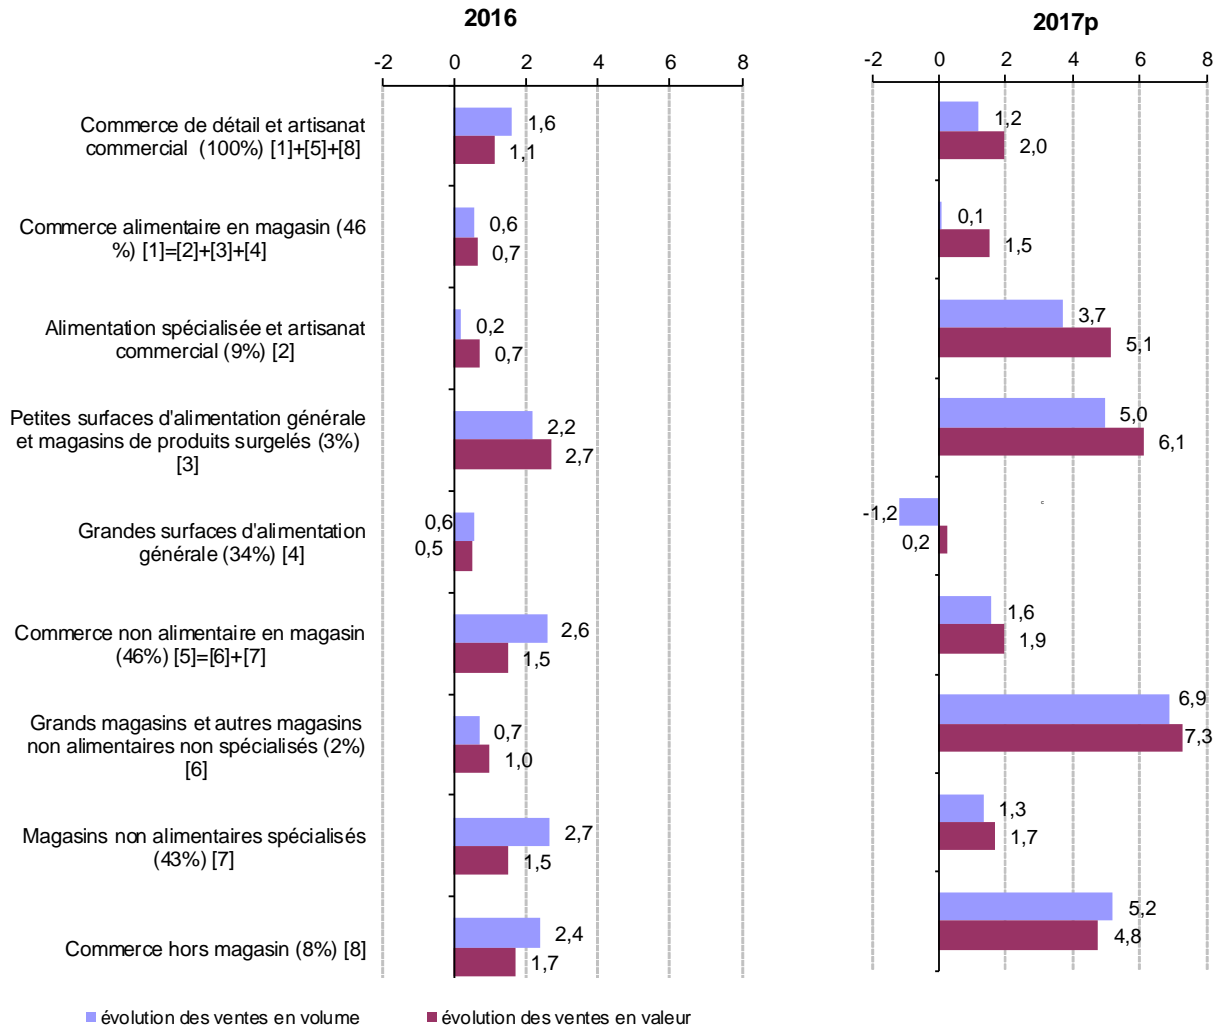 2016
2017p
-2 0 2 4 6 8
-2 0 2 4 6 8
Commerce de détail et artisanat
commercial (100%) [1]+[5]+[8]
1,6
1,1
1,2
2,0
Commerce alimentaire en magasin (46
%) [1]=[2]+[3]+[4]
0,6
0,7
0,1
1,5
Alimentation spécialisée et artisanat
commercial (9%) [2]
0,2
0,7
3,7
5,1
Petites surfaces d'alimentation générale
et magasins de produits surgelés (3%)
[3]
2,2
2,7
5,0
6,1
Grandes surfaces d'alimentation
générale (34%) [4]
0,6
0,5
-1,2
0,2
Commerce non alimentaire en magasin
(46%) [5]=[6]+[7]
2,6
1,5
1,6
1,9
Grands magasins et autres magasins
non alimentaires non spécialisés (2%)
[6]
0,7
1,0
6,9
7,3
Magasins non alimentaires spécialisés
(43%) [7]
2,7
1,5
1,3
1,7
Commerce hors magasin (8%) [8]
2,4
1,7
5,2
4,8
évolution des ventes en volume
évolution des ventes en valeur